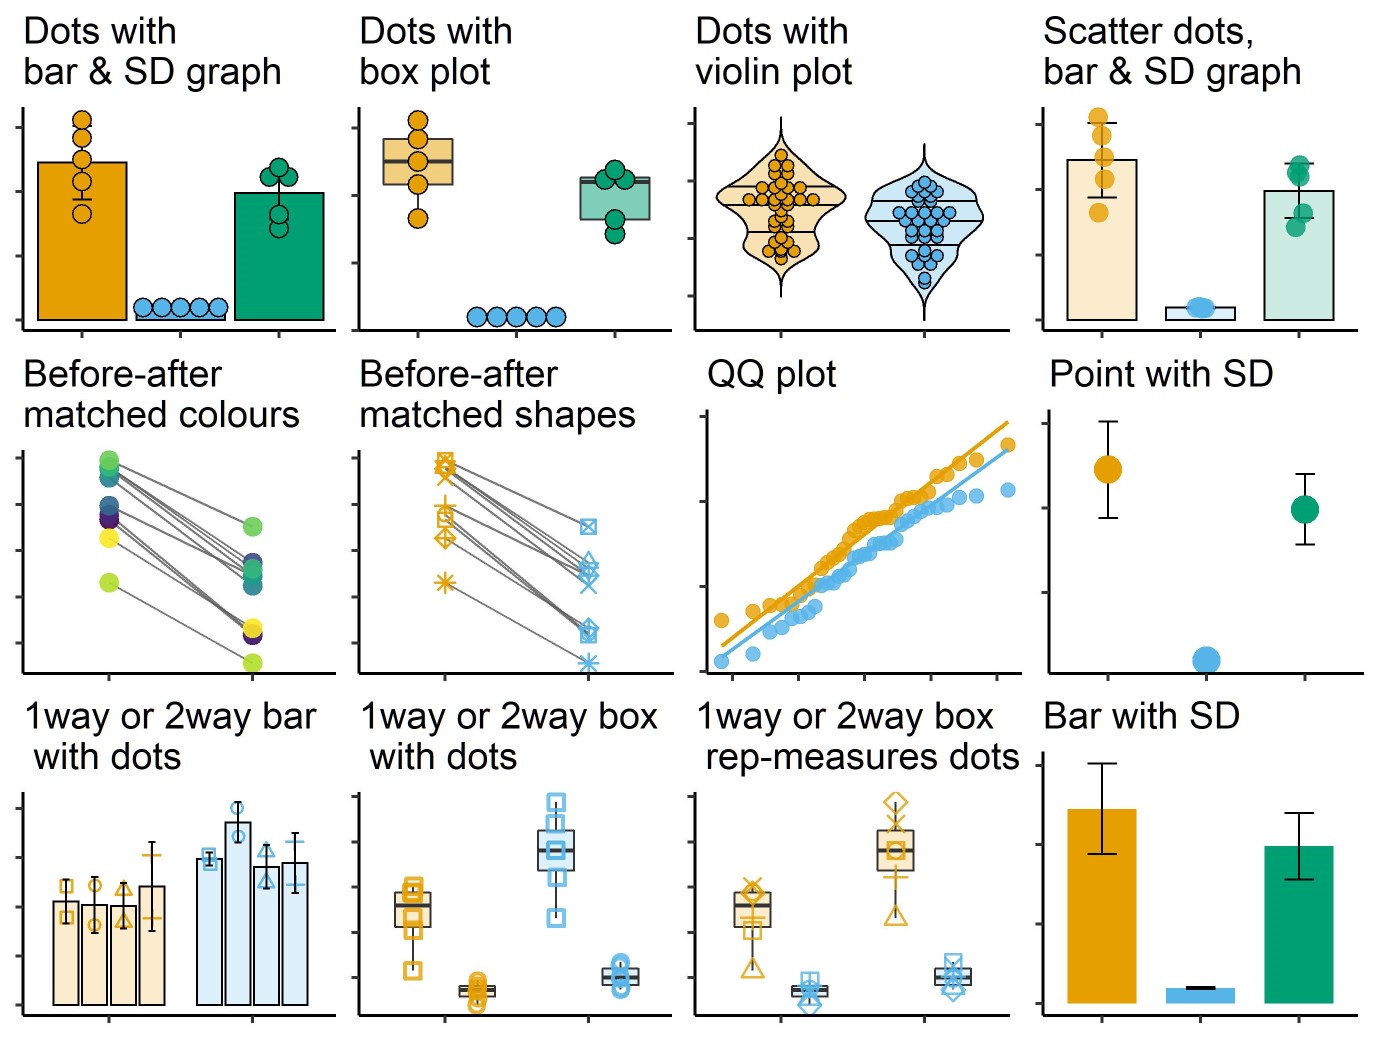 Dots with
bar & SD graph
Dots with
box plot
Dots with
violin plot
Scatter dots,
bar & SD graph
Before-after
matched colours
Before-after
matched shapes
QQ plot
Point with SD
1way or 2way bar
with dots
1way or 2way box
with dots
1way or 2way box
rep-measures dots
Bar with SD